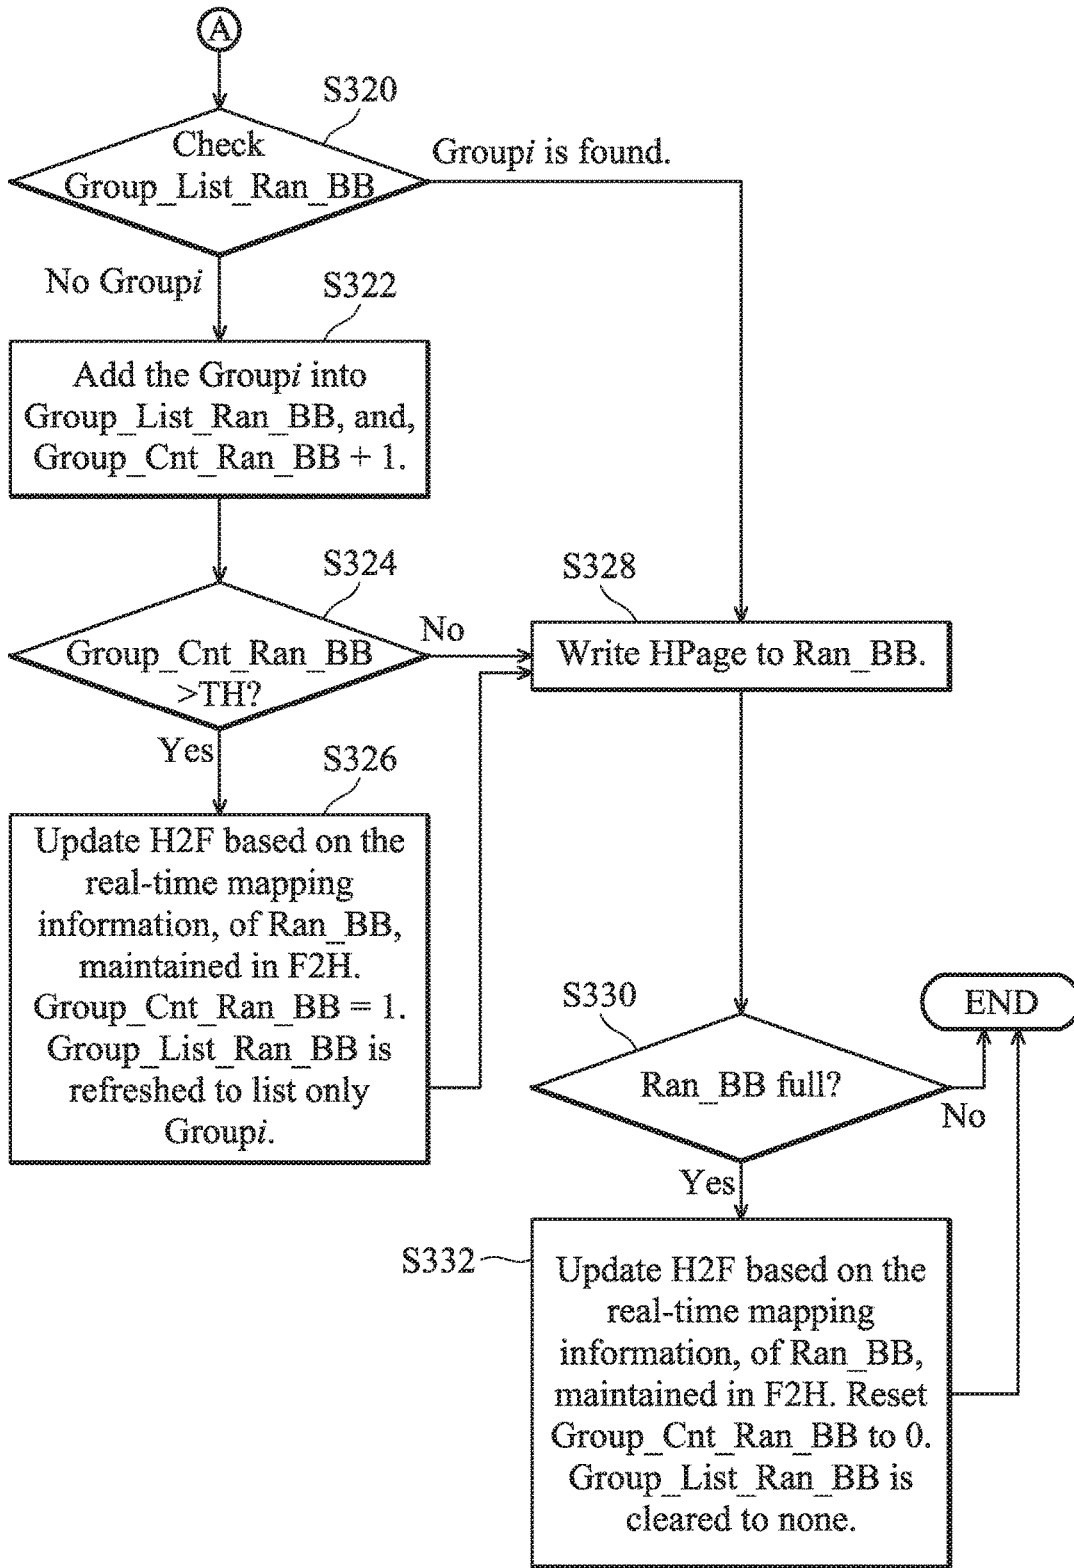 A
S320
Check
Group_List_Ran_BB
Groupi is found.
No Groupi
S322
Add the Groupi into
Group_List_Ran_BB, and,
Group_Cnt_Ran_BB + 1.
S324
Group_Cnt_Ran_BB
>TH?
No
Yes
S328
Write HPage to Ran_BB.
S326
Update H2F based on the
real-time mapping
information, of Ran_BB,
maintained in F2H.
Group_Cnt_Ran_BB = 1.
Group_List_Ran_BB is
refreshed to list only
Groupi.
S330
Ran_BB full?
No
Yes
END
S332
Update H2F based on the
real-time mapping
information, of Ran_BB,
maintained in F2H. Reset
Group_Cnt_Ran_BB to 0.
Group_List_Ran_BB is
cleared to none.